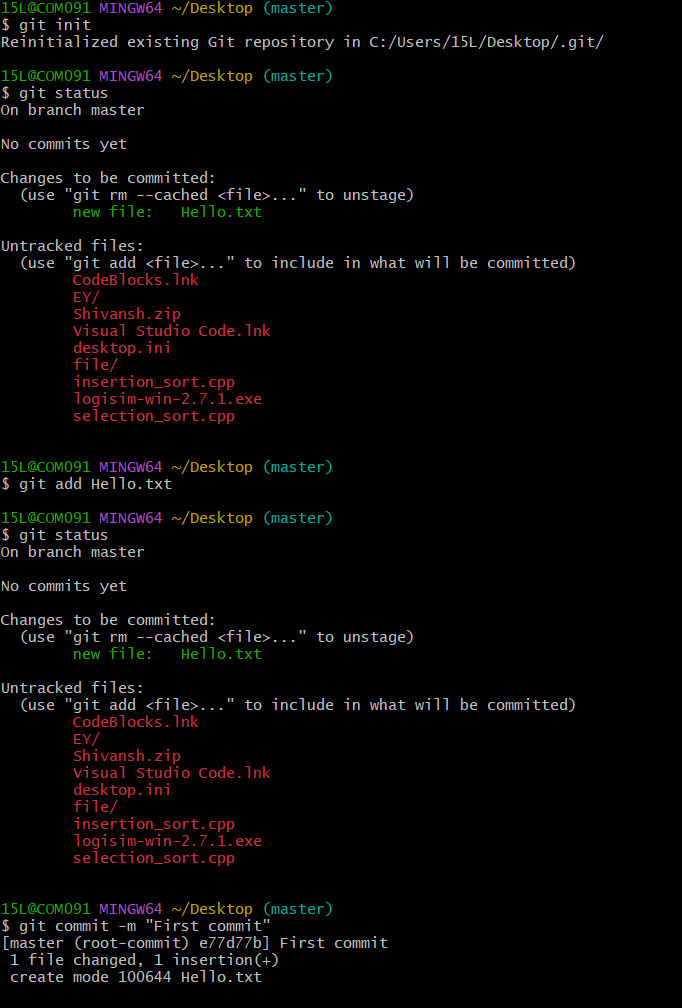 15L@COM091 MINGW64 ~/Desktop (master)
$ git init
Reinitialized existing Git repository in C:/Users/15L/Desktop/.git/

15L@COM091 MINGW64 ~/Desktop (master)
$ git status
On branch master

No commits yet

Changes to be committed:
  (use "git rm --cached <file>..." to unstage)
        new file:   Hello.txt

Untracked files:
  (use "git add <file>..." to include in what will be committed)
        CodeBlocks.lnk
        EY/
        Shivansh.zip
        Visual Studio Code.lnk
        desktop.ini
        file/
        insertion_sort.cpp
        logisim-win-2.7.1.exe
        selection_sort.cpp

15L@COM091 MINGW64 ~/Desktop (master)
$ git add Hello.txt

15L@COM091 MINGW64 ~/Desktop (master)
$ git status
On branch master

No commits yet

Changes to be committed:
  (use "git rm --cached <file>..." to unstage)
        new file:   Hello.txt

Untracked files:
  (use "git add <file>..." to include in what will be committed)
        CodeBlocks.lnk
        EY/
        Shivansh.zip
        Visual Studio Code.lnk
        desktop.ini
        file/
        insertion_sort.cpp
        logisim-win-2.7.1.exe
        selection_sort.cpp

15L@COM091 MINGW64 ~/Desktop (master)
$ git commit -m "First commit"
[master (root-commit) e77d77b] First commit
 1 file changed, 1 insertion(+)
 create mode 100644 Hello.txt